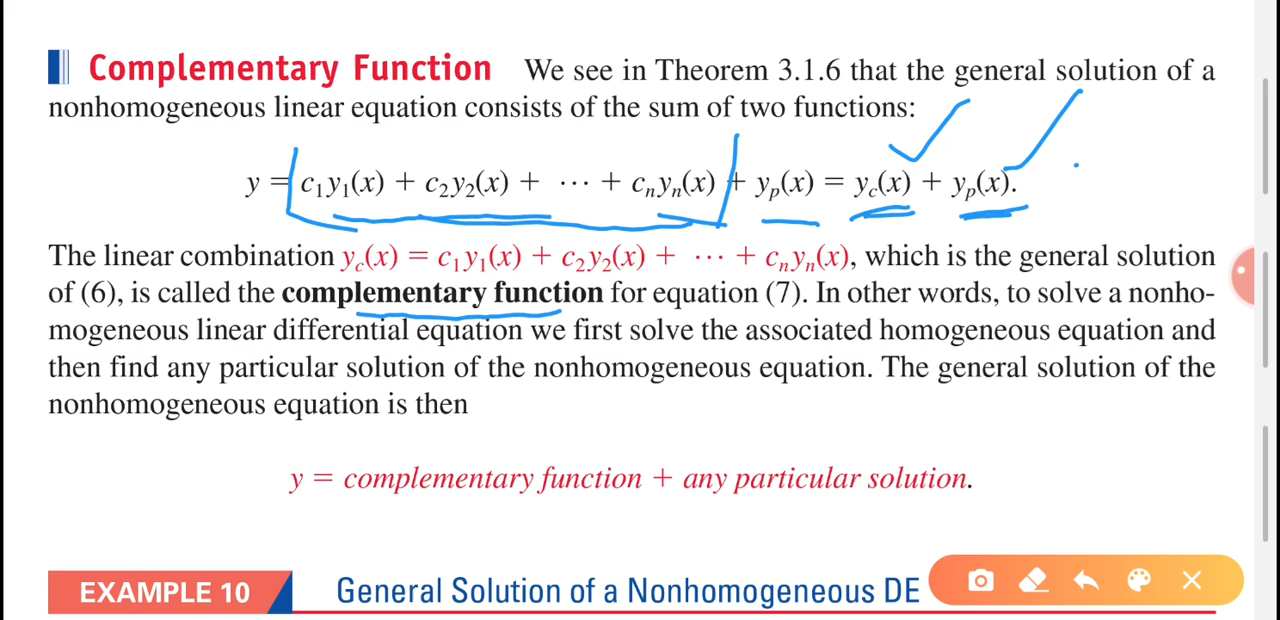 Complementary Function We see in Theorem 3.1.6 that the general solution of a
nonhomogeneous linear equation consists of the sum of two functions:
y = c₁y₁(x) + c₂y₂(x) + ⋯ + cₙyₙ(x) + yₚ(x) = y_c(x) + yₚ(x).
The linear combination y_c(x) = c₁y₁(x) + c₂y₂(x) + ⋯ + cₙyₙ(x), which is the general solution
of (6), is called the complementary function for equation (7). In other words, to solve a nonho-
mogeneous linear differential equation we first solve the associated homogeneous equation and
then find any particular solution of the nonhomogeneous equation. The general solution of the
nonhomogeneous equation is then
y = complementary function + any particular solution.
EXAMPLE 10 General Solution of a Nonhomogeneous DE